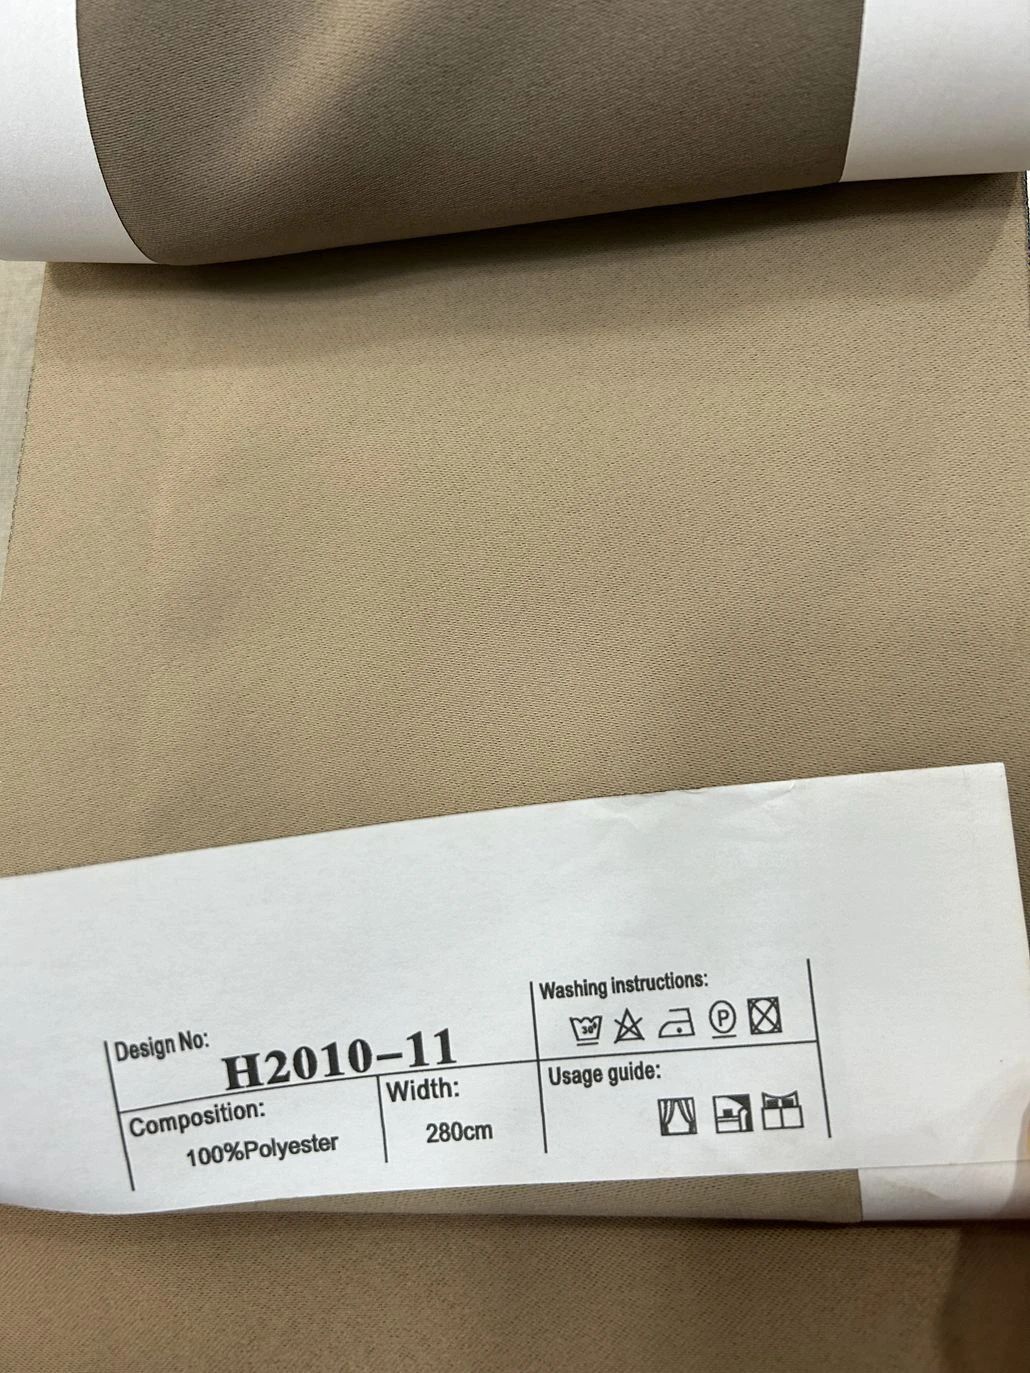 Design No:
H2010-11
Composition:
100%Polyester
Width:
280cm
Washing instructions:
30°
P
Usage guide: